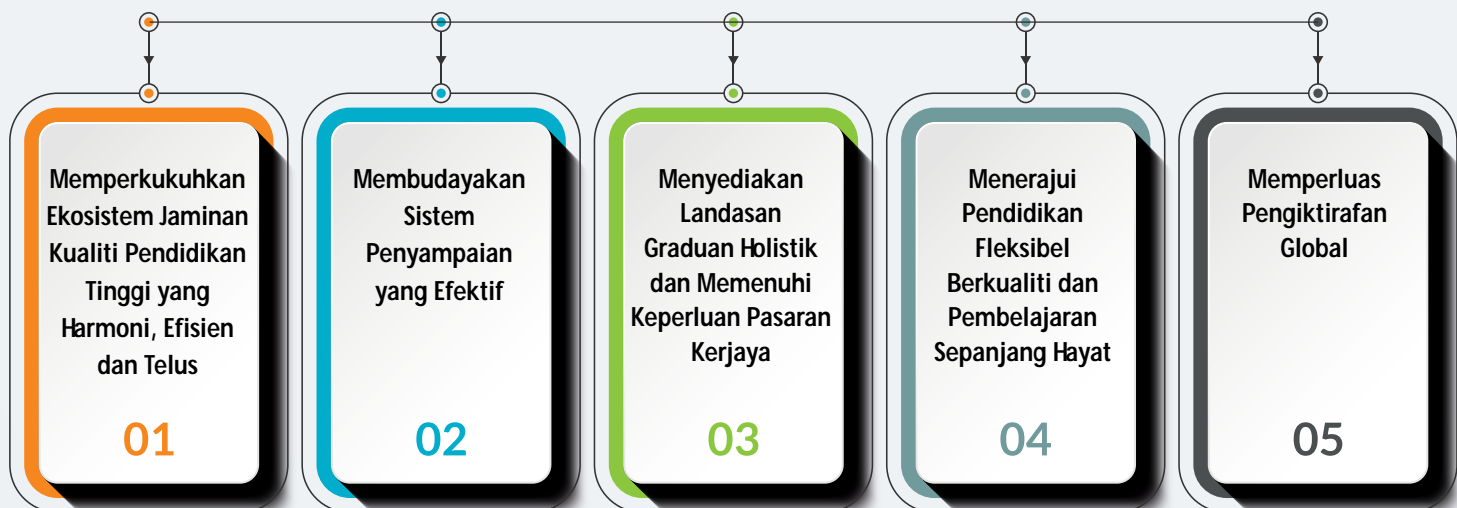 Memperkukuhkan
Ekosistem Jaminan
Kualiti Pendidikan
Tinggi yang
Harmoni, Efisien
dan Telus
01
Membudayakan
Sistem
Penyampaian
yang Efektif
02
Menyediakan
Landasan
Graduan Holistik
dan Memenuhi
Keperluan Pasaran
Kerjaya
03
Menerajui
Pendidikan
Fleksibel
Berkualiti dan
Pembelajaran
Sepanjang Hayat
04
Memperluas
Pengiktirafan
Global
05